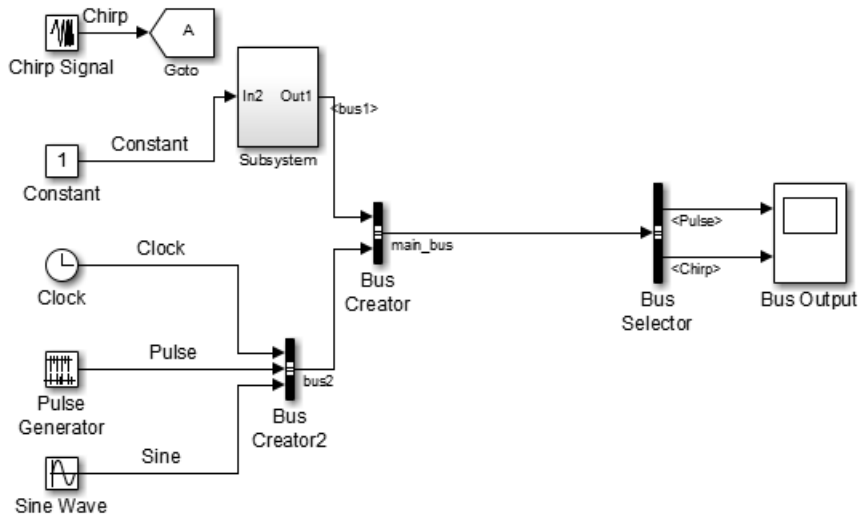 Chirp
A
Chirp Signal
Goto
In2 Out1
<bus1>
Constant
Subsystem
1
Constant
<Pulse>
main_bus
Clock
<Chirp>
Clock
Bus
Creator
Bus
Selector
Bus Output
Pulse
bus2
Pulse
Generator
Bus
Creator2
Sine
Sine Wave